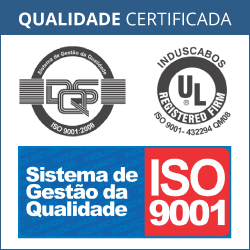 QUALIDADE CERTIFICADA
Sistema de Gestão da Qualidade
DQS
ISO 9001:2008
INDUSCABOS
UL
®
REGISTERED FIRM
ISO 9001- 432294 QM08
Sistema de
Gestão da
Qualidade
ISO
9001